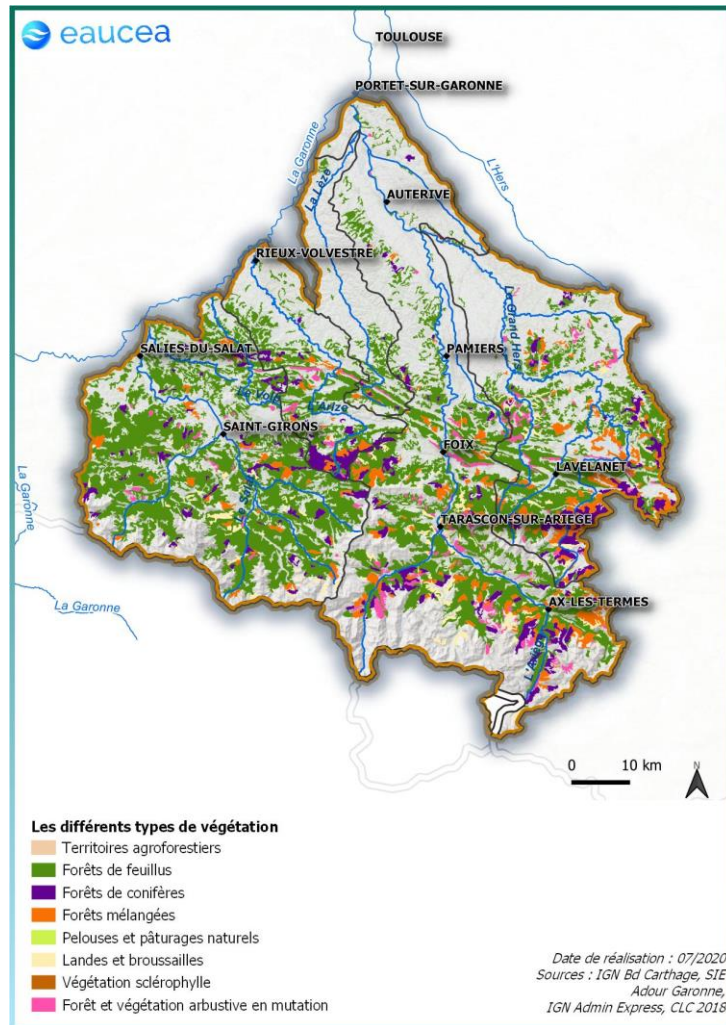 eaucea
TOULOUSE
PORTET-SUR-GARONNE
La Garonne
L'Hers
La Lèze
AUTERIVE
RIEUX-VOLVESTRE
Le Grand Hers
SALIES-DU-SALAT
PAMIERS
Le Volp
L'Arize
SAINT-GIRONS
FOIX
LAVELANET
La Garonne
Le Salat
TARASCON-SUR-ARIEGE
La Garonne
AX-LES-TERMES
L'Ariège
0 10 km
N
Les différents types de végétation
Territoires agroforestiers
Forêts de feuillus
Forêts de conifères
Forêts mélangées
Pelouses et pâturages naturels
Landes et broussailles
Végétation sclérophylle
Forêt et végétation arbustive en mutation
Date de réalisation : 07/2020
Sources : IGN Bd Carthage, SIE
Adour Garonne,
IGN Admin Express, CLC 2018